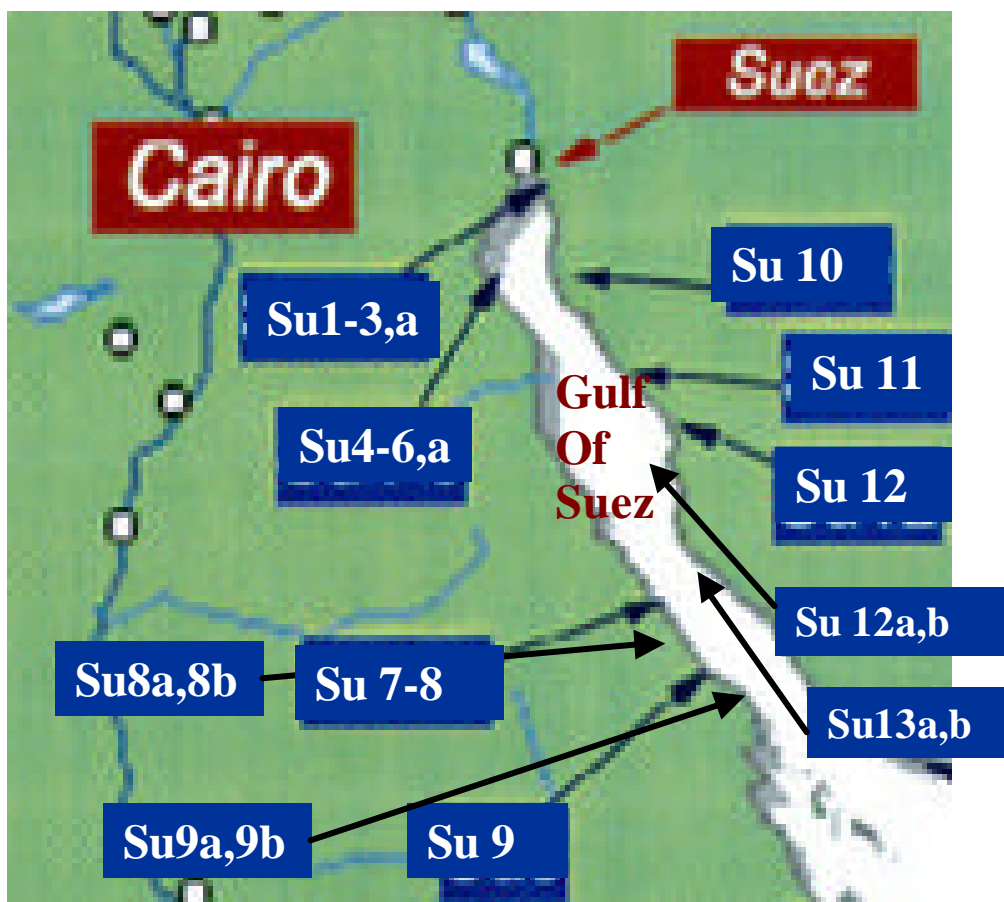 Suoz
Cairo
Su 10
Su1-3,a
Su 11
Gulf
Of
Suez
Su4-6,a
Su 12
Su 12a,b
Su8a,8b
Su 7-8
Su13a,b
Su9a,9b
Su 9